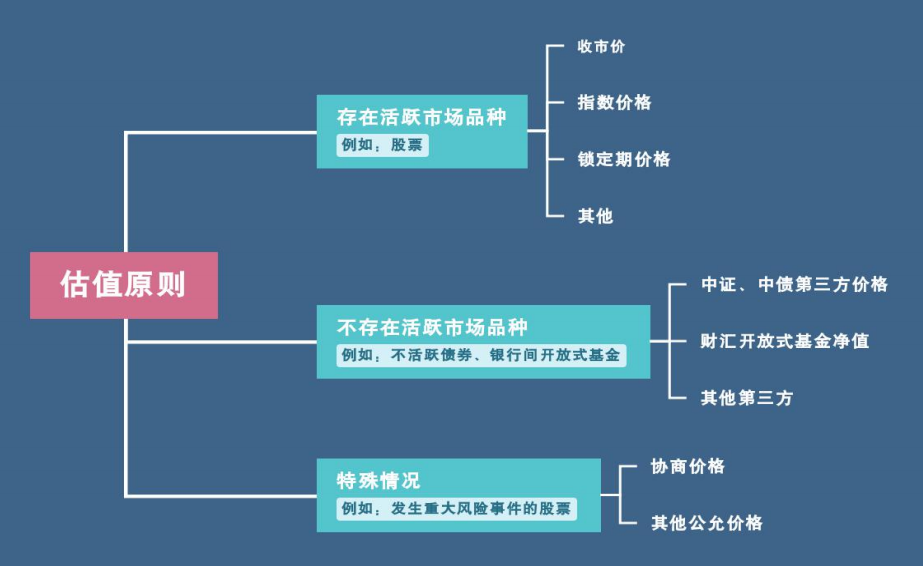 估值原则
存在活跃市场品种
例如：股票
收市价
指数价格
锁定期价格
其他
不存在活跃市场品种
例如：不活跃债券、银行间开放式基金
中证、中债第三方价格
财汇开放式基金净值
其他第三方
特殊情况
例如：发生重大风险事件的股票
协商价格
其他公允价格